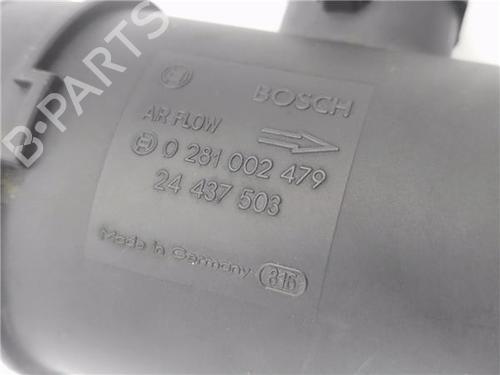 B-PARTS
BOSCH
AIR FLOW
0 281 002 479
24 437 503
Made in Germany 316